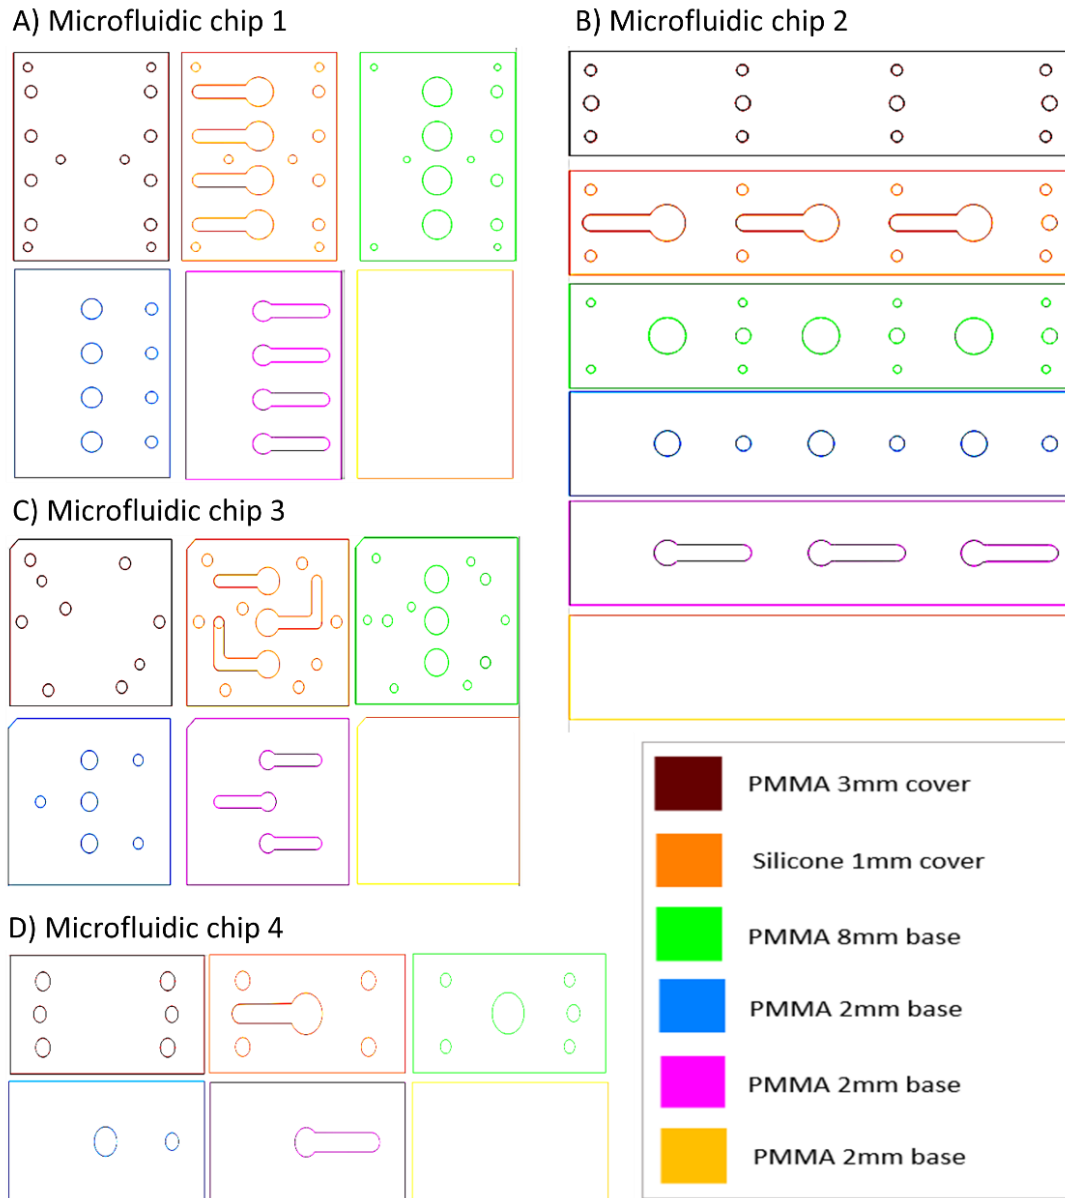 A) Microfluidic chip 1
B) Microfluidic chip 2
C) Microfluidic chip 3
D) Microfluidic chip 4
PMMA 3mm cover
Silicone 1mm cover
PMMA 8mm base
PMMA 2mm base
PMMA 2mm base
PMMA 2mm base